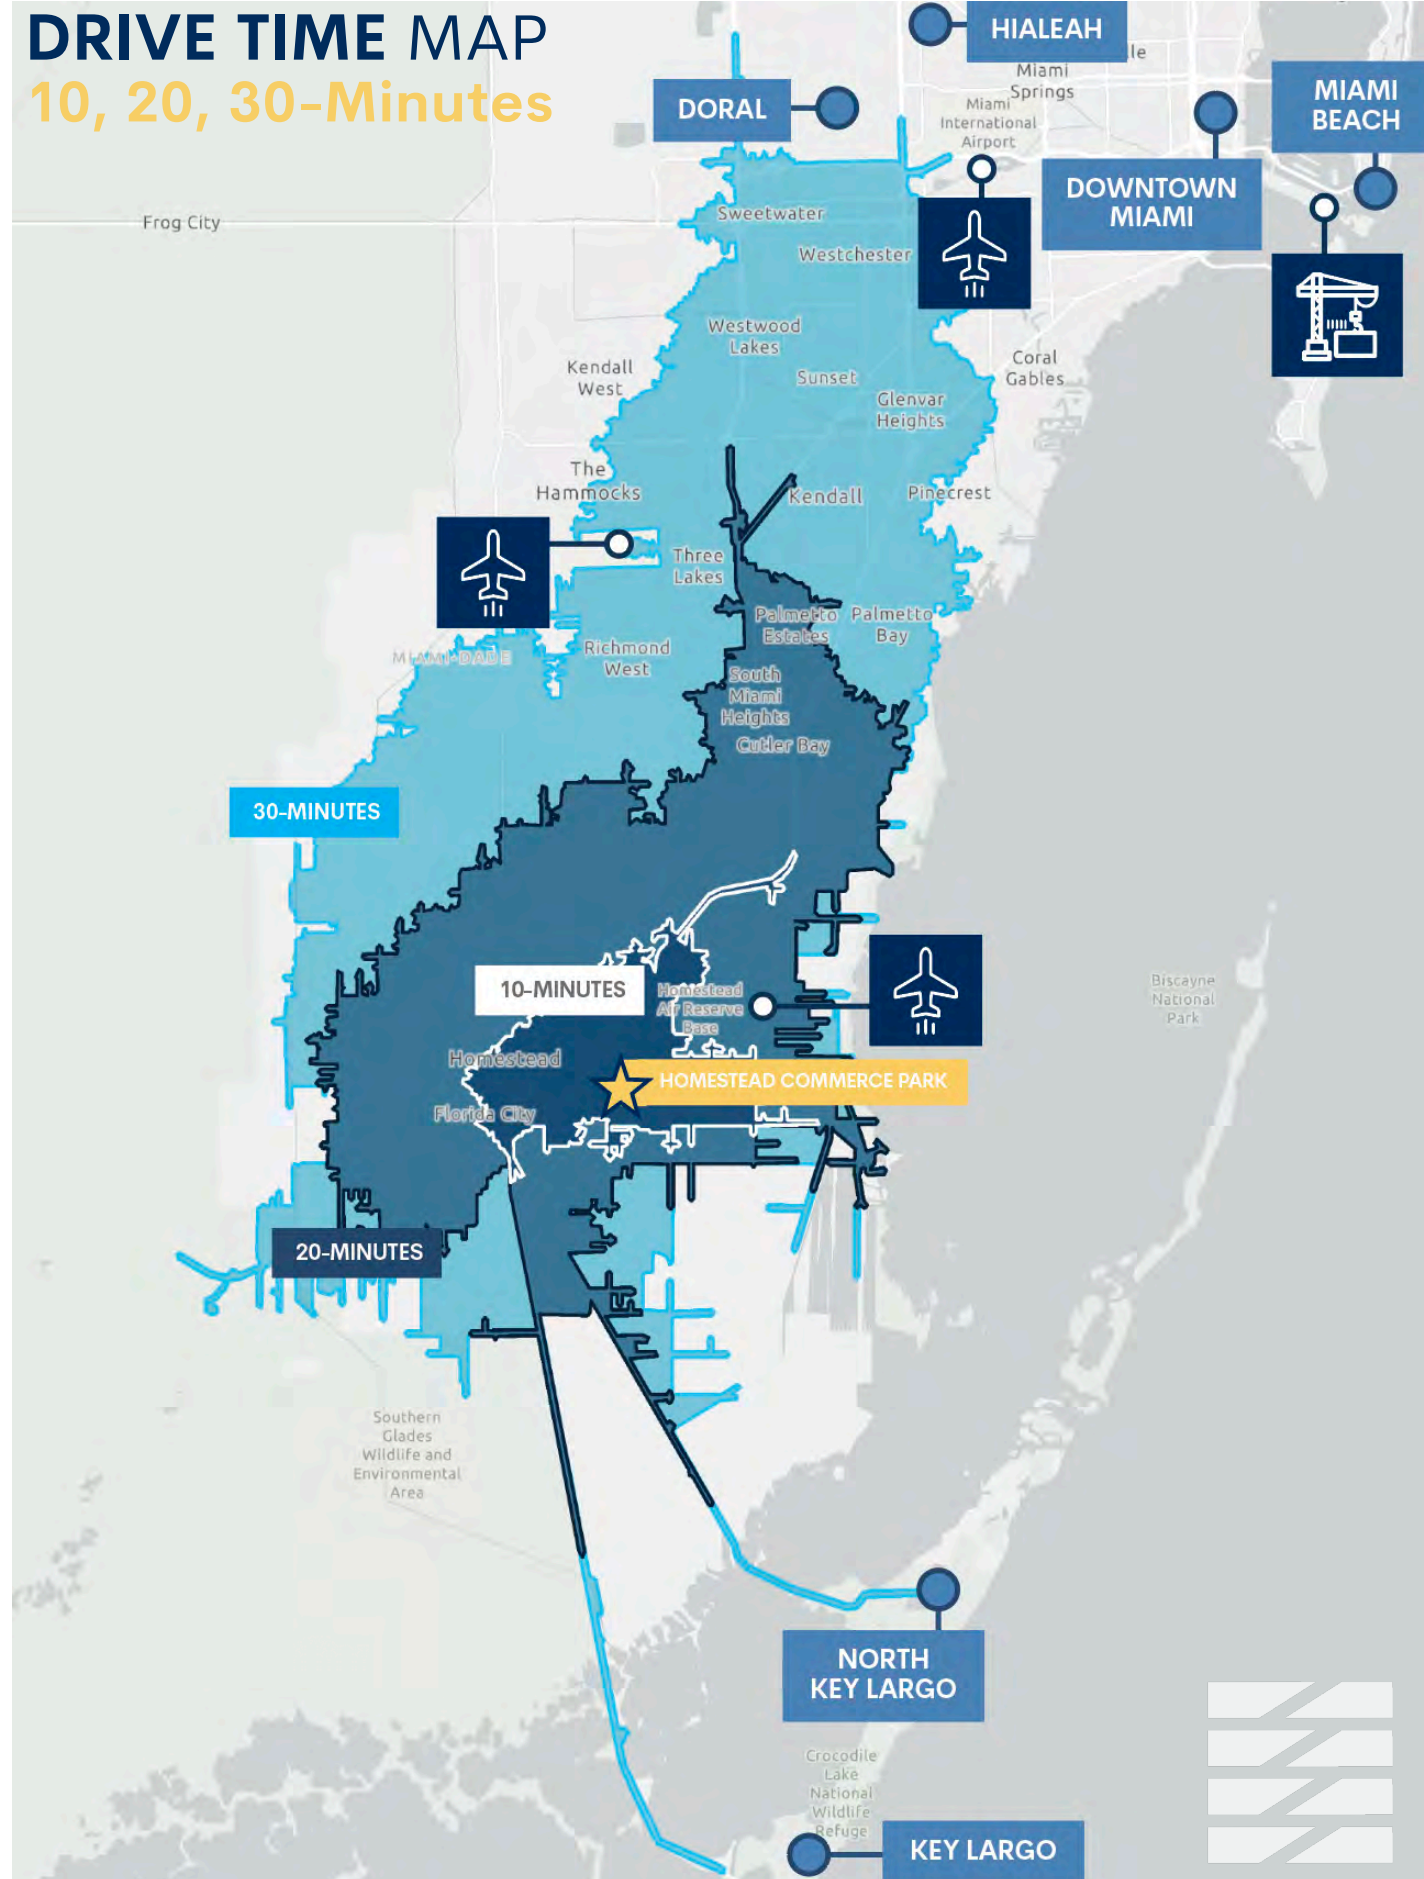 DRIVE TIME MAP
10, 20, 30-Minutes
HIALEAH
le
Miami
Springs
DORAL
MIAMI
BEACH
Miami
International
Airport
DOWNTOWN
MIAMI
Frog City
Sweetwater
Westchester
Westwood
Lakes
Kendall
West
Sunset
Coral
Gables
Glenvar
Heights
The
Hammocks
Kendall
Pinecrest
Three
Lakes
Palmetto
Estates
Palmetto
Bay
MIAMI-DADE
Richmond
West
South
Miami
Heights
Cutler Bay
30-MINUTES
10-MINUTES
Homestead
Air Reserve
Base
Biscayne
National
Park
Homestead
HOMESTEAD COMMERCE PARK
Florida City
20-MINUTES
Southern
Glades
Wildlife and
Environmental
Area
NORTH
KEY LARGO
Crocodile
Lake
National
Wildlife
Refuge
KEY LARGO